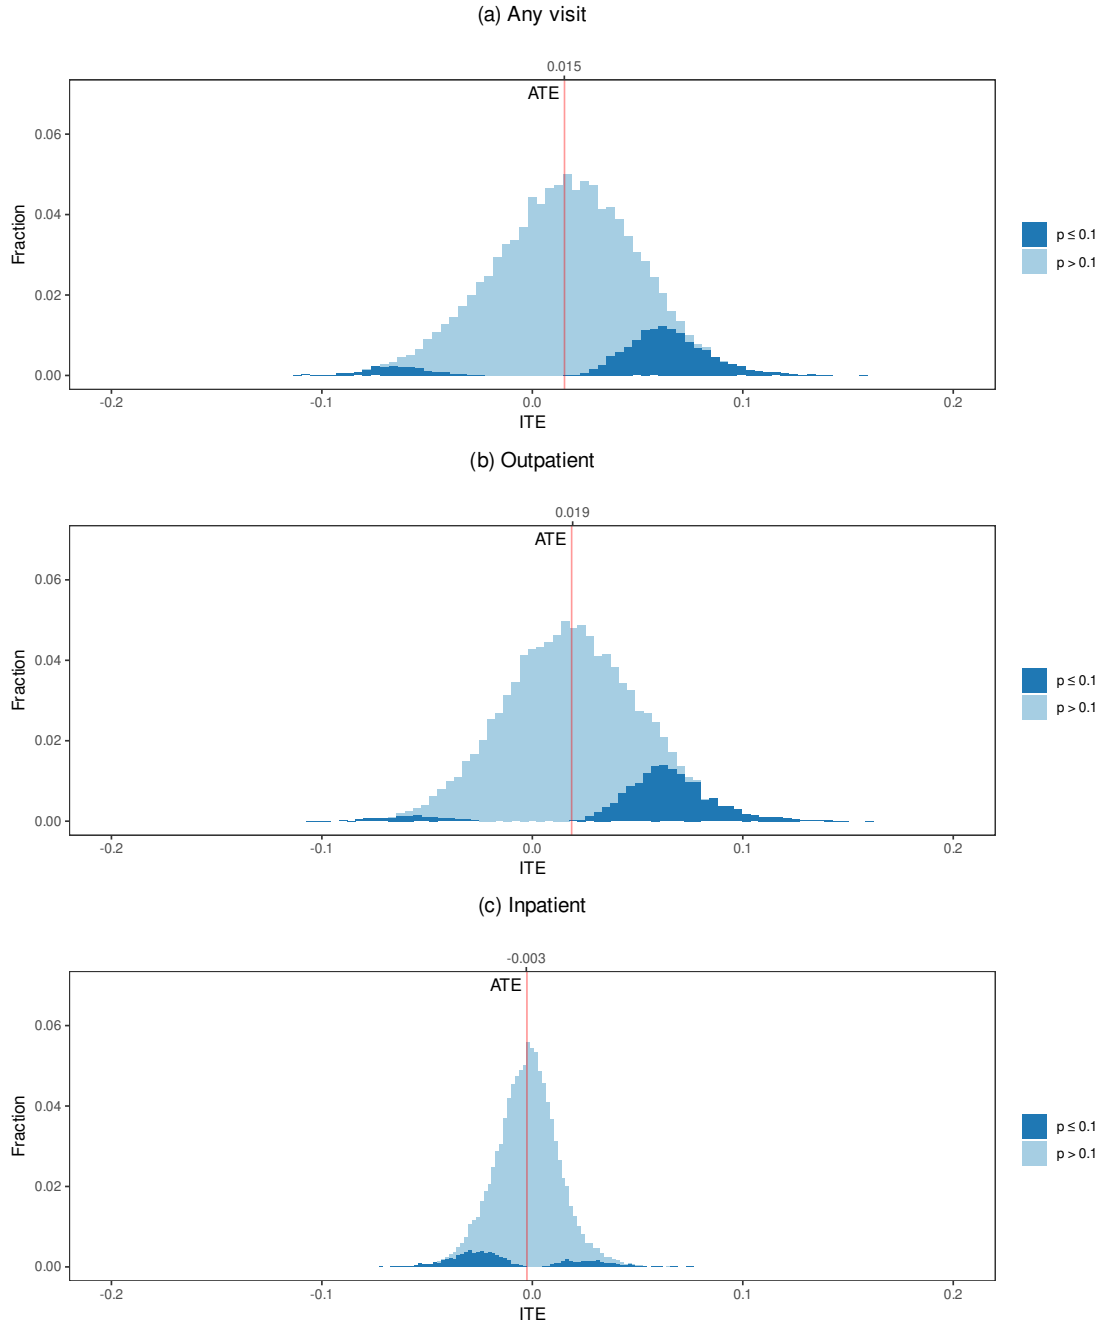 (a) Any visit
0.015
ATE
0.06
0.04
0.02
0.00
Fraction
-0.2
-0.1
0.0
0.1
0.2
ITE
p ≤ 0.1
p > 0.1
(b) Outpatient
0.019
ATE
0.06
0.04
0.02
0.00
Fraction
-0.2
-0.1
0.0
0.1
0.2
ITE
p ≤ 0.1
p > 0.1
(c) Inpatient
-0.003
ATE
0.06
0.04
0.02
0.00
Fraction
-0.2
-0.1
0.0
0.1
0.2
ITE
p ≤ 0.1
p > 0.1